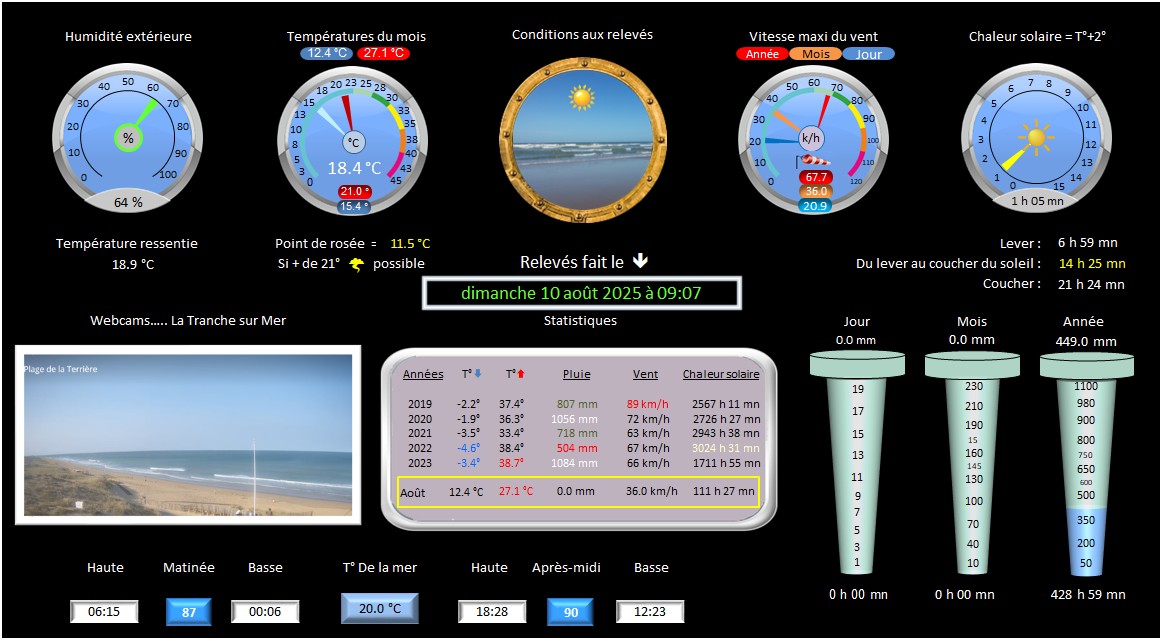 Humidité extérieure
Températures du mois
Conditions aux relevés
Vitesse maxi du vent
Chaleur solaire = T°+2°
12.4 °C 27.1 °C
Année Mois Jour
0 10 20 30 40 50 60 70 80 90 100
%
64 %
0 3 5 8 10 13 15 18 20 23 25 28 30 33 35 38 40 43 45
°C
18.4 °C
21.0 °
15.4 °
0 10 20 30 40 50 60 70 80 90 100 110 120
k/h
67.7
36.0
20.9
0 1 2 3 4 5 6 7 8 9 10 11 12 13 14 15
1 h 05 mn
Température ressentie
18.9 °C
Point de rosée = 11.5 °C
Si + de 21° possible
Relevés fait le
dimanche 10 août 2025 à 09:07
Lever : 6 h 59 mn
Du lever au coucher du soleil : 14 h 25 mn
Coucher : 21 h 24 mn
Webcams..... La Tranche sur Mer
Plage de la Terrière
Statistiques
Années T° T° Pluie Vent Chaleur solaire
2019 -2.2° 37.4° 807 mm 89 km/h 2567 h 11 mn
2020 -1.9° 36.3° 1056 mm 72 km/h 2726 h 27 mn
2021 -3.5° 33.4° 718 mm 63 km/h 2943 h 38 mn
2022 -4.6° 38.4° 504 mm 67 km/h 3024 h 31 mn
2023 -3.4° 38.7° 1084 mm 66 km/h 1711 h 55 mn
Août 12.4 °C 27.1 °C 0.0 mm 36.0 km/h 111 h 27 mn
Jour
0.0 mm
19
17
15
13
11
9
7
5
3
1
0 h 00 mn
Mois
0.0 mm
230
210
190
15
160
145
130
100
70
40
10
0 h 00 mn
Année
449.0 mm
1100
980
900
800
750
650
600
500
350
200
50
428 h 59 mn
Haute Matinée Basse T° De la mer Haute Après-midi Basse
06:15 87 00:06 20.0 °C 18:28 90 12:23